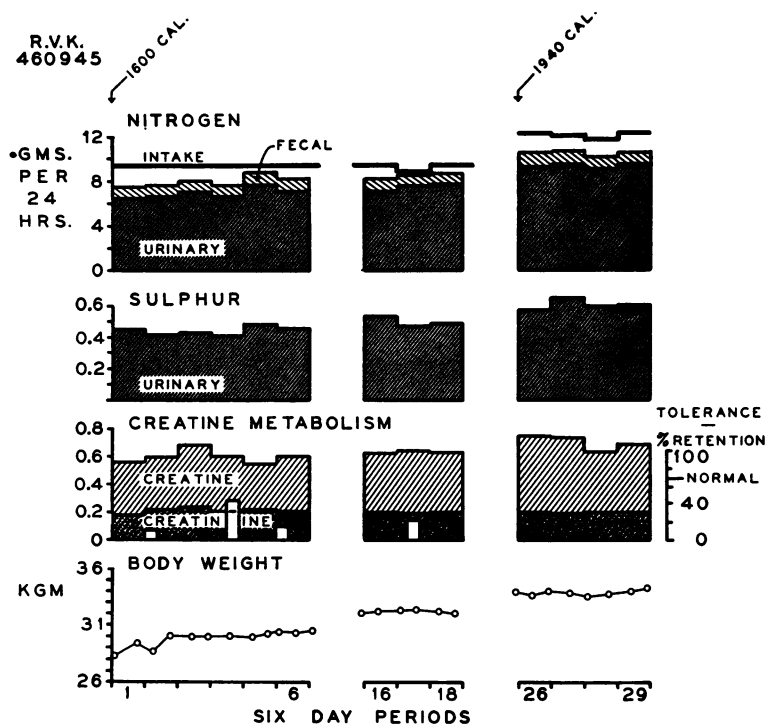 R.V.K.
460945
1600 CAL.
1940 CAL.
NITROGEN
•GMS.
PER
24
HRS.
12
8
4
0
INTAKE
FECAL
URINARY
SULPHUR
0.6
0.4
0.2
URINARY
CREATINE METABOLISM
0.8
0.6
0.4
0.2
0
CREATINE
CREATIN INE
TOLERANCE
—
% RETENTION
100
NORMAL
40
0
BODY WEIGHT
KGM
36
31
26
1 6 16 18 26 29
SIX DAY PERIODS